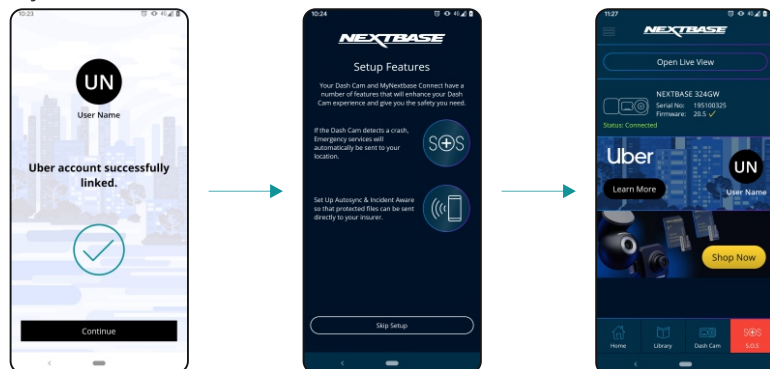 10:23
UN
User Name
Uber account successfully
linked.
Continue
10:24
NEXTBASE
Setup Features
Your Dash Cam and MyNextbase Connect have a
number of features that will enhance your Dash
Cam experience and give you the safety you need.
If the Dash Cam detects a crash,
Emergency services will
automatically be sent to your
location.
SOS
Set Up Autosync & Incident Aware
so that protected files can be sent
directly to your insurer.
Skip Setup
11:27
NEXTBASE
Open Live View
NEXTBASE 324GW
Serial No: 195100325
Firmware: 20.5
Status: Connected
Uber
Learn More
UN
User Name
Shop Now
Home
Library
Dash Cam
SOS
S.O.S